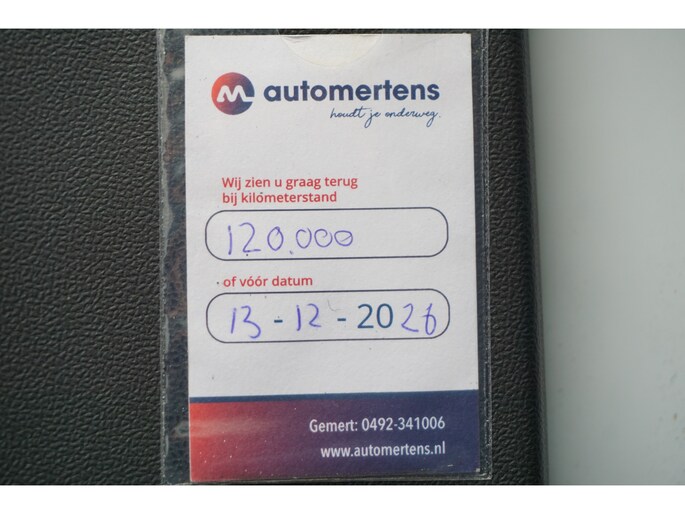 automertens
houdt je onderweg.
Wij zien u graag terug
bij kilometerstand
120.000
of vóór datum
13 - 12 - 2026
Gemert: 0492-341006
www.automertens.nl